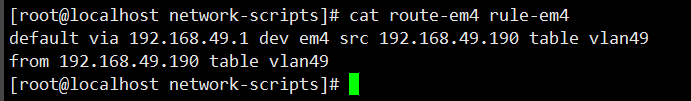 [root@localhost network-scripts]# cat route-em4 rule-em4
default via 192.168.49.1 dev em4 src 192.168.49.190 table vlan49
from 192.168.49.190 table vlan49
[root@localhost network-scripts]#